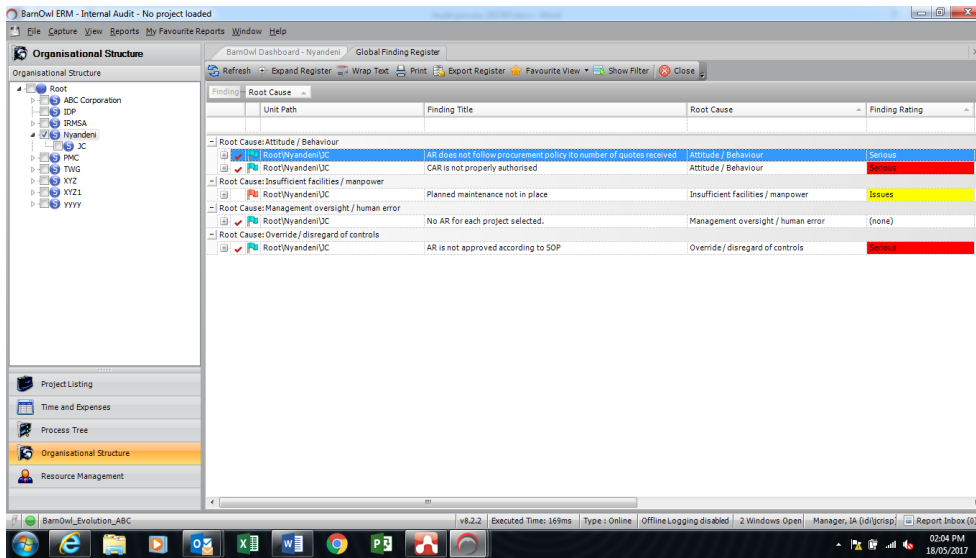 BarnOwl ERM - Internal Audit - No project loaded
File Capture View Reports My Favourite Reports Window Help
Organisational Structure
Organisational Structure
Root
ABC Corporation
IDP
IRMSA
Nyandeni
JC
PMC
TWG
XYZ
XYZ1
yyyy
Project Listing
Time and Expenses
Process Tree
Organisational Structure
Resource Management
BarnOwl Dashboard - Nyandeni Global Finding Register
Refresh Expand Register Wrap Text Print Export Register Favourite View Show Filter Close
Finding Root Cause
Unit Path Finding Title Root Cause Finding Rating
Root Cause: Attitude / Behaviour
Root\Nyandeni\JC AR does not follow procurement policy ito number of quotes received Attitude / Behaviour Serious
Root\Nyandeni\JC CAR is not properly authorised Attitude / Behaviour Serious
Root Cause: Insufficient facilities / manpower
Root\Nyandeni\JC Planned maintenance not in place Insufficient facilities / manpower Issues
Root Cause: Management oversight / human error
Root\Nyandeni\JC No AR for each project selected. Management oversight / human error (none)
Root Cause: Override / disregard of controls
Root\Nyandeni\JC AR is not approved according to SOP Override / disregard of controls Serious
BarnOwl_Evolution_ABC v8.2.2 Executed Time: 169ms Type : Online Offline Logging disabled 2 Windows Open Manager, IA (idi\jcrisp) Report Inbox (0)
02:04 PM